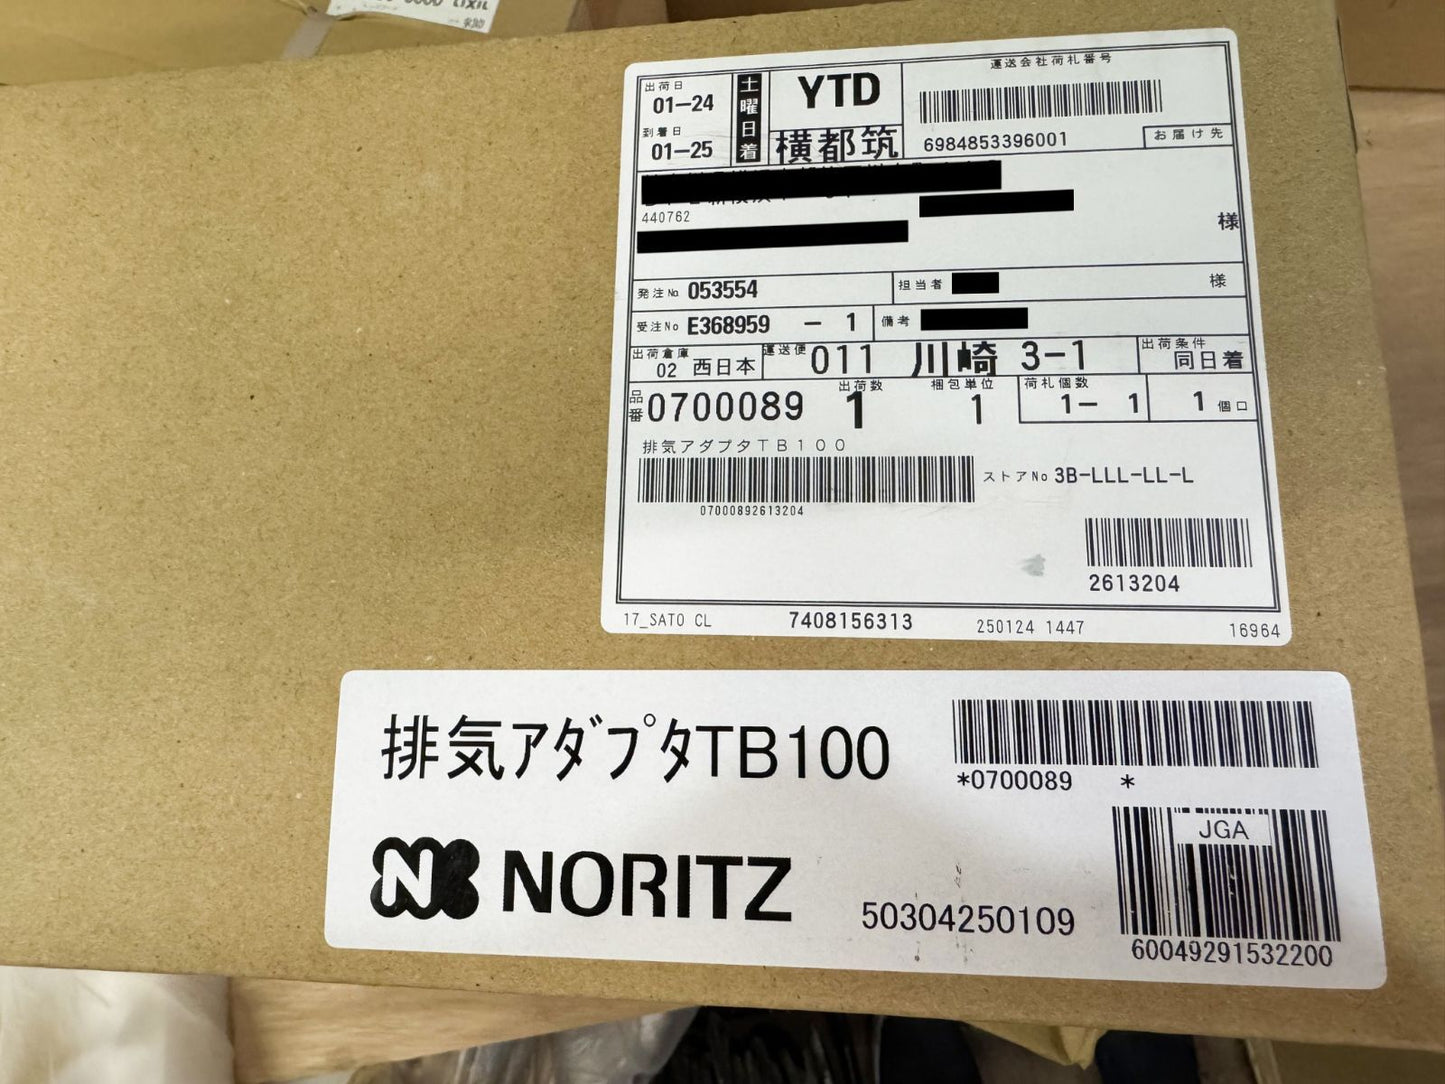 出荷日
01-24
到着日
01-25
土曜日着
YTD
横都筑
運送会社荷札番号
6984853396001
お届け先
440762
様
発注No 053554
担当者
様
受注No E368959 - 1
備考
出荷倉庫
02 西日本
運送便 011 川崎 3-1
出荷条件
同日着
品番 0700089
出荷数
1
梱包単位
1
荷札個数
1- 1
1 個口
排気アダプタTB100
07000892613204
ストアNo 3B-LLL-LL-L
2613204
17_SATO CL
7408156313
250124 1447
16964
排気アダプタTB100
*0700089 *
NORITZ
50304250109
JGA
60049291532200